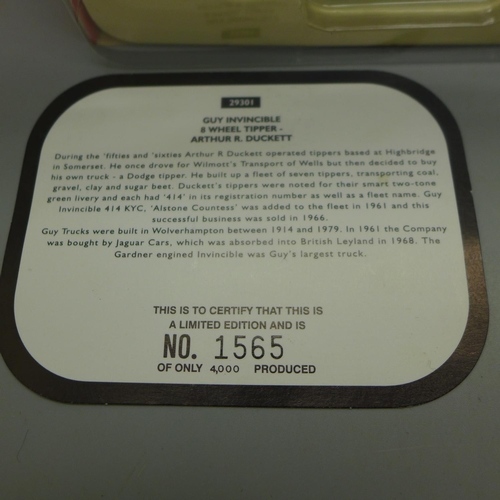 29301
GUY INVINCIBLE
8 WHEEL TIPPER -
ARTHUR R. DUCKETT
During the 'fifties and 'sixties Arthur R Duckett operated tippers based at Highbridge
in Somerset. He once drove for Wilmott's Transport of Wells but then decided to buy
his own truck - a Dodge tipper. He built up a fleet of seven tippers, transporting coal,
gravel, clay and sugar beet. Duckett's tippers were noted for their smart two-tone
green livery and each had '414' in its registration number as well as a fleet name. Guy
Invincible 414 KYC, 'Alstone Countess' was added to the fleet in 1961 and this
successful business was sold in 1966.
Guy Trucks were built in Wolverhampton between 1914 and 1979. In 1961 the Company
was bought by Jaguar Cars, which was absorbed into British Leyland in 1968. The
Gardner engined Invincible was Guy's largest truck.
THIS IS TO CERTIFY THAT THIS IS
A LIMITED EDITION AND IS
NO. 1565
OF ONLY 4,000 PRODUCED